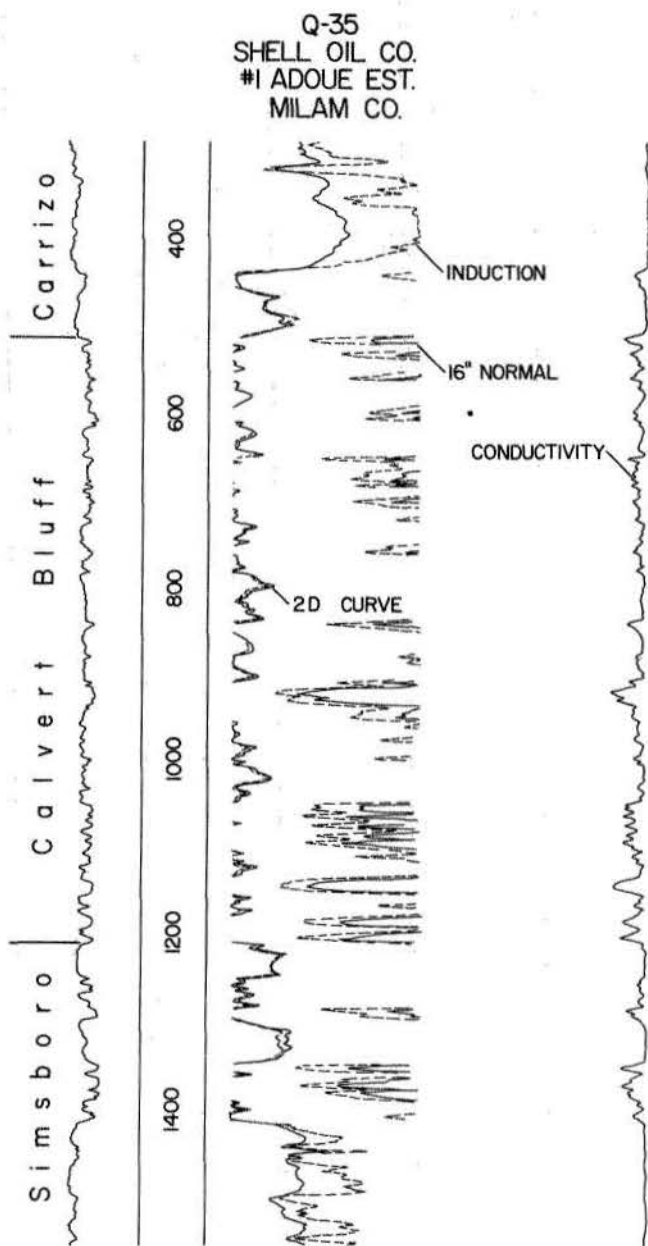 Q-35
SHELL OIL CO.
#1 ADOUE EST.
MILAM CO.
Carrizo
400
INDUCTION
16" NORMAL
600
CONDUCTIVITY
Calvert Bluff
800
2D CURVE
1000
1200
Simsboro
1400